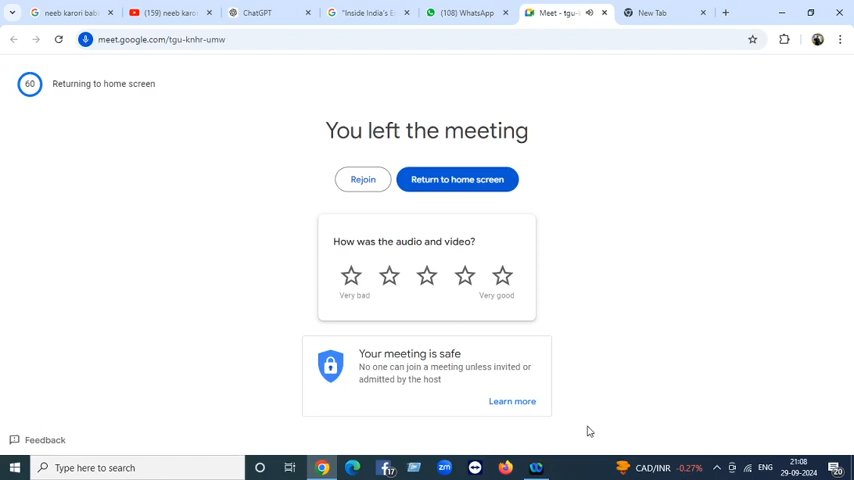 neeb karori bab
(159) neeb karo
ChatGPT
"Inside India's E
(108) WhatsApp
Meet - tgu-
New Tab
meet.google.com/tgu-knhr-umw
60
Returning to home screen
You left the meeting
Rejoin
Return to home screen
How was the audio and video?
Very bad
Very good
Your meeting is safe
No one can join a meeting unless invited or
admitted by the host
Learn more
Feedback
Type here to search
17
zm
CAD/INR -0.27%
ENG
21:08
29-09-2024
20